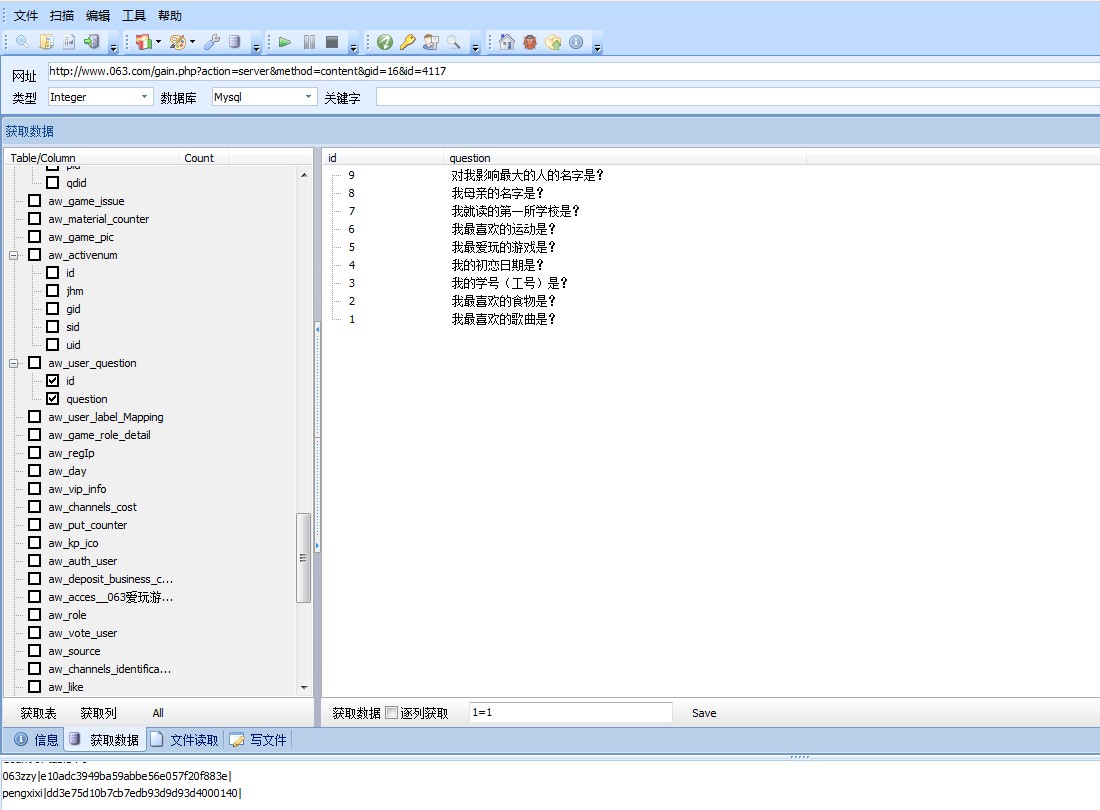 文件 扫描 编辑 工具 帮助
网址 http://www.063.com/gain.php?action=server&method=content&gid=16&id=4117
类型 Integer 数据库 Mysql 关键字
获取数据
Table/Column Count
pid
qdid
aw_game_issue
aw_material_counter
aw_game_pic
aw_activenum
id
jhm
gid
sid
uid
aw_user_question
id
question
aw_user_label_Mapping
aw_game_role_detail
aw_regIp
aw_day
aw_vip_info
aw_channels_cost
aw_put_counter
aw_kp_ico
aw_auth_user
aw_deposit_business_c...
aw_acces__063爱玩游...
aw_role
aw_vote_user
aw_source
aw_channels_identifica...
aw_like
id question
9 对我影响最大的人的名字是?
8 我母亲的名字是?
7 我就读的第一所学校是?
6 我最喜欢的运动是?
5 我最爱玩的游戏是?
4 我的初恋日期是?
3 我的学号（工号）是?
2 我最喜欢的食物是?
1 我最喜欢的歌曲是?
获取表 获取列 All
获取数据 逐列获取 1=1 Save
信息 获取数据 文件读取 写文件
063zzy|e10adc3949ba59abbe56e057f20f883e|
pengxixi|dd3e75d10b7cb7edb93d9d93d4000140|